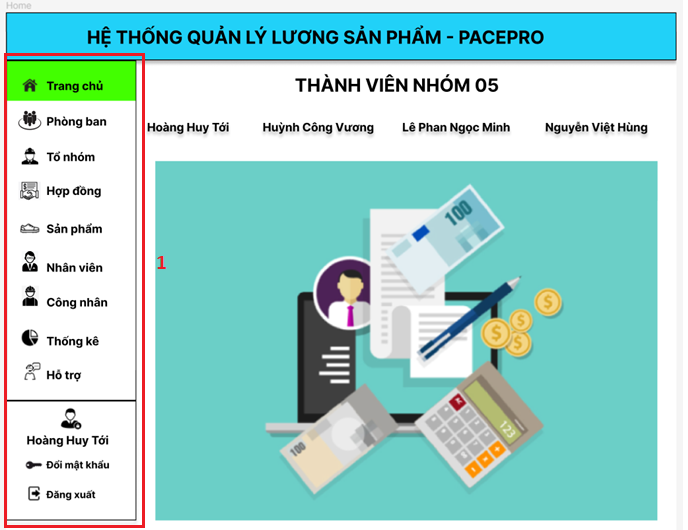 Home
HỆ THỐNG QUẢN LÝ LƯƠNG SẢN PHẨM - PACEPRO
Trang chủ
Phòng ban
Tổ nhóm
Hợp đồng
Sản phẩm
Nhân viên
Công nhân
Thống kê
Hỗ trợ
Hoàng Huy Tới
Đổi mật khẩu
Đăng xuất
1
THÀNH VIÊN NHÓM 05
Hoàng Huy Tới Huỳnh Công Vương Lê Phan Ngọc Minh Nguyễn Việt Hùng
100
100
AC
123